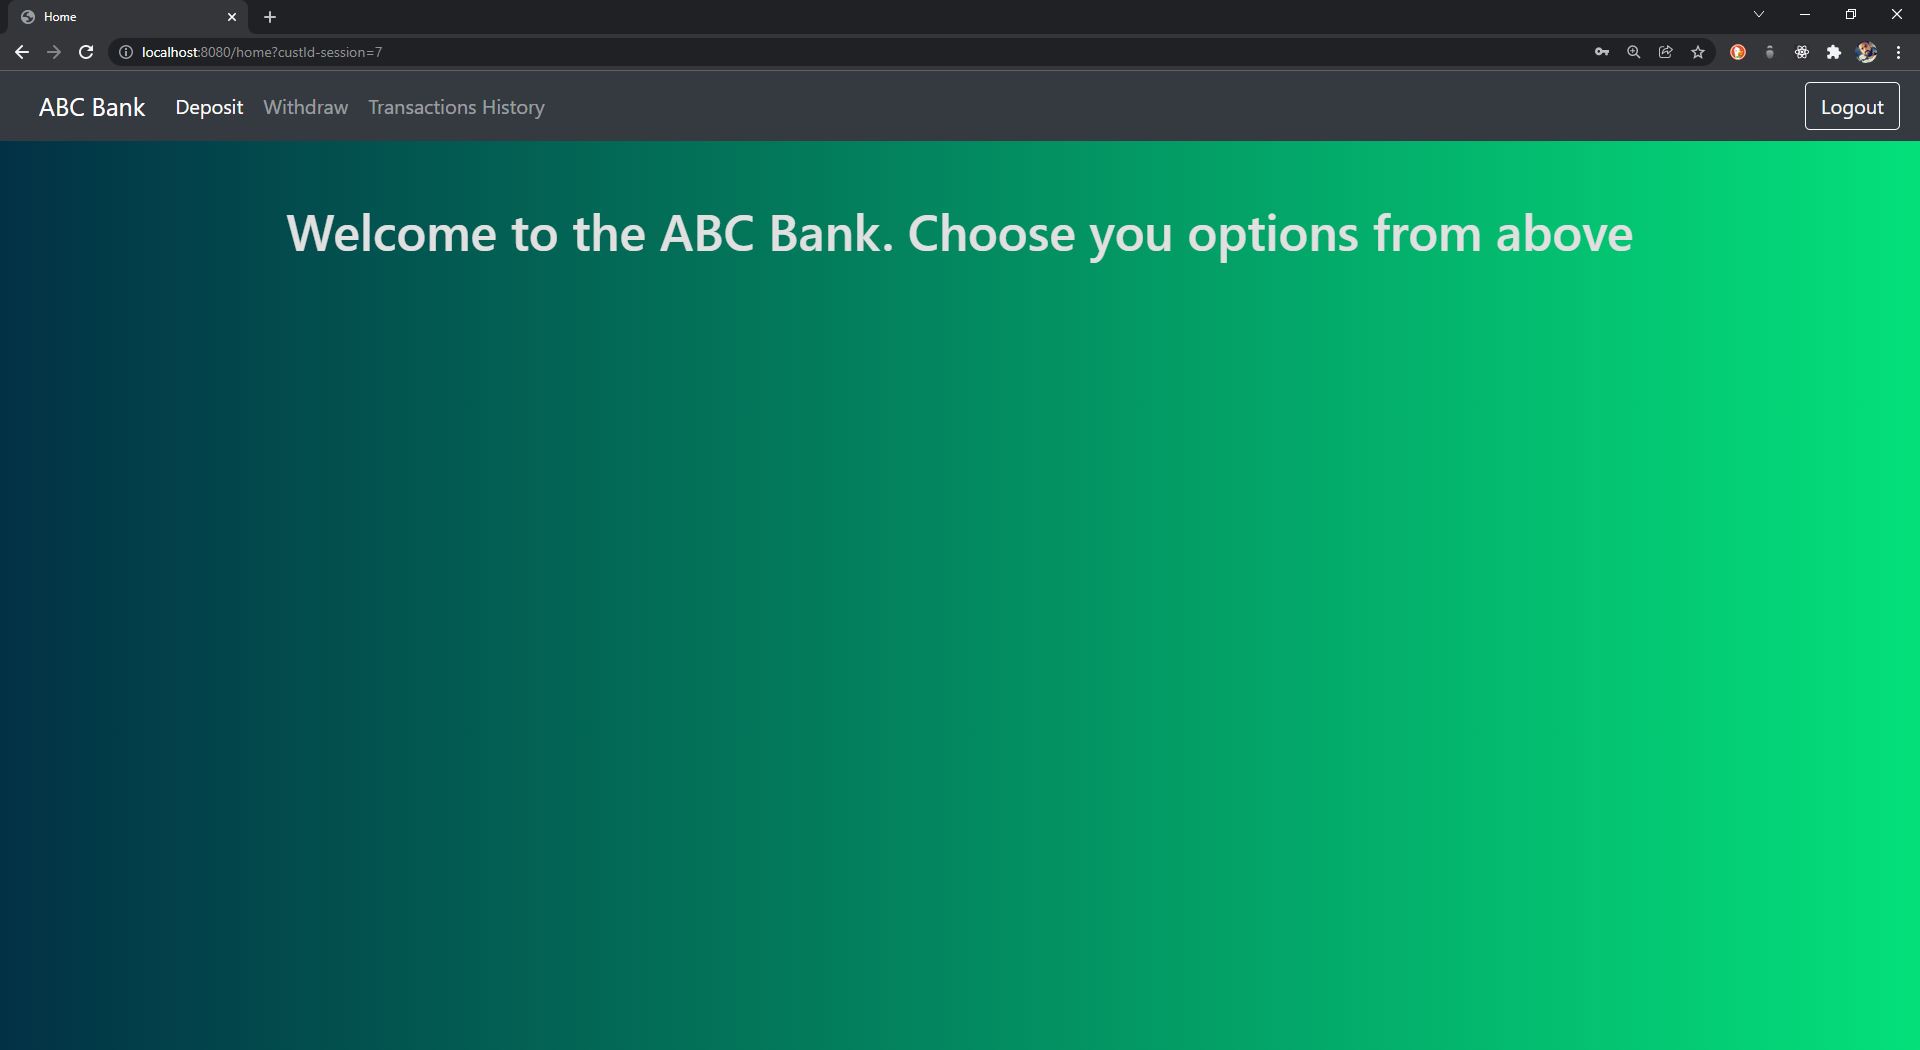 Home
localhost:8080/home?custId-session=7
ABC Bank Deposit Withdraw Transactions History Logout
Welcome to the ABC Bank. Choose you options from above